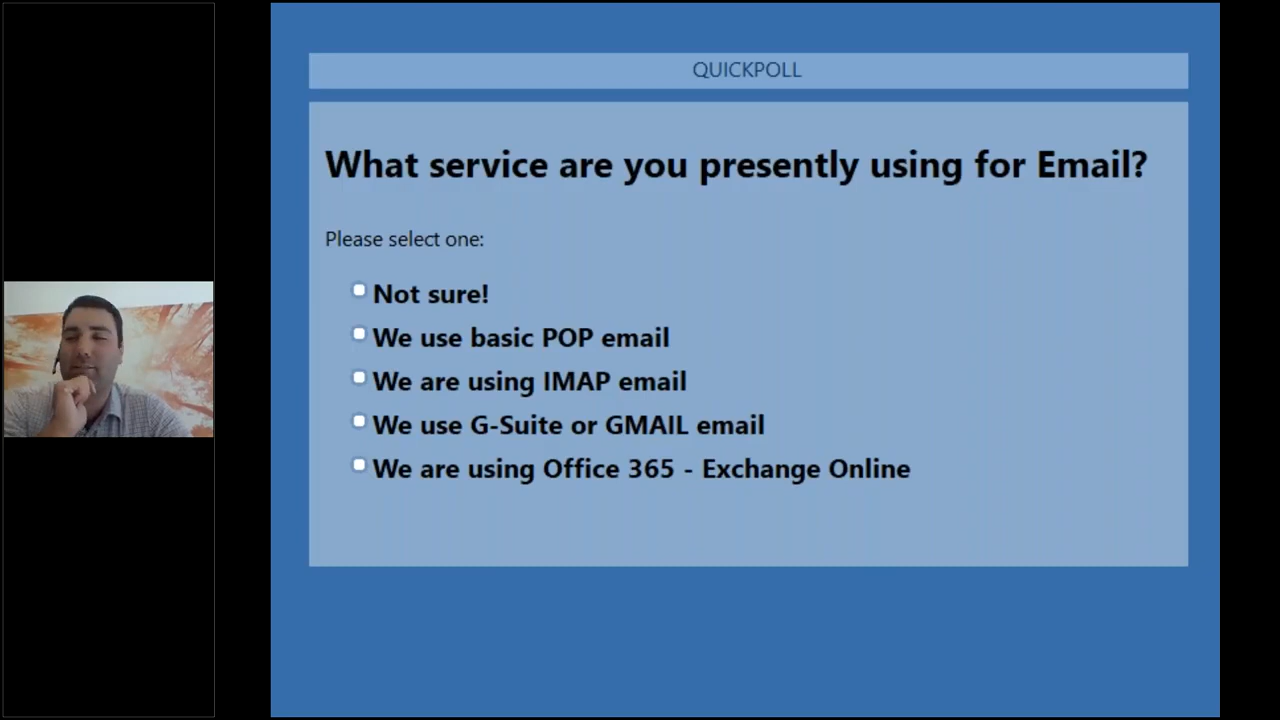 QUICKPOLL
What service are you presently using for Email?
Please select one:
Not sure!
We use basic POP email
We are using IMAP email
We use G-Suite or GMAIL email
We are using Office 365 - Exchange Online